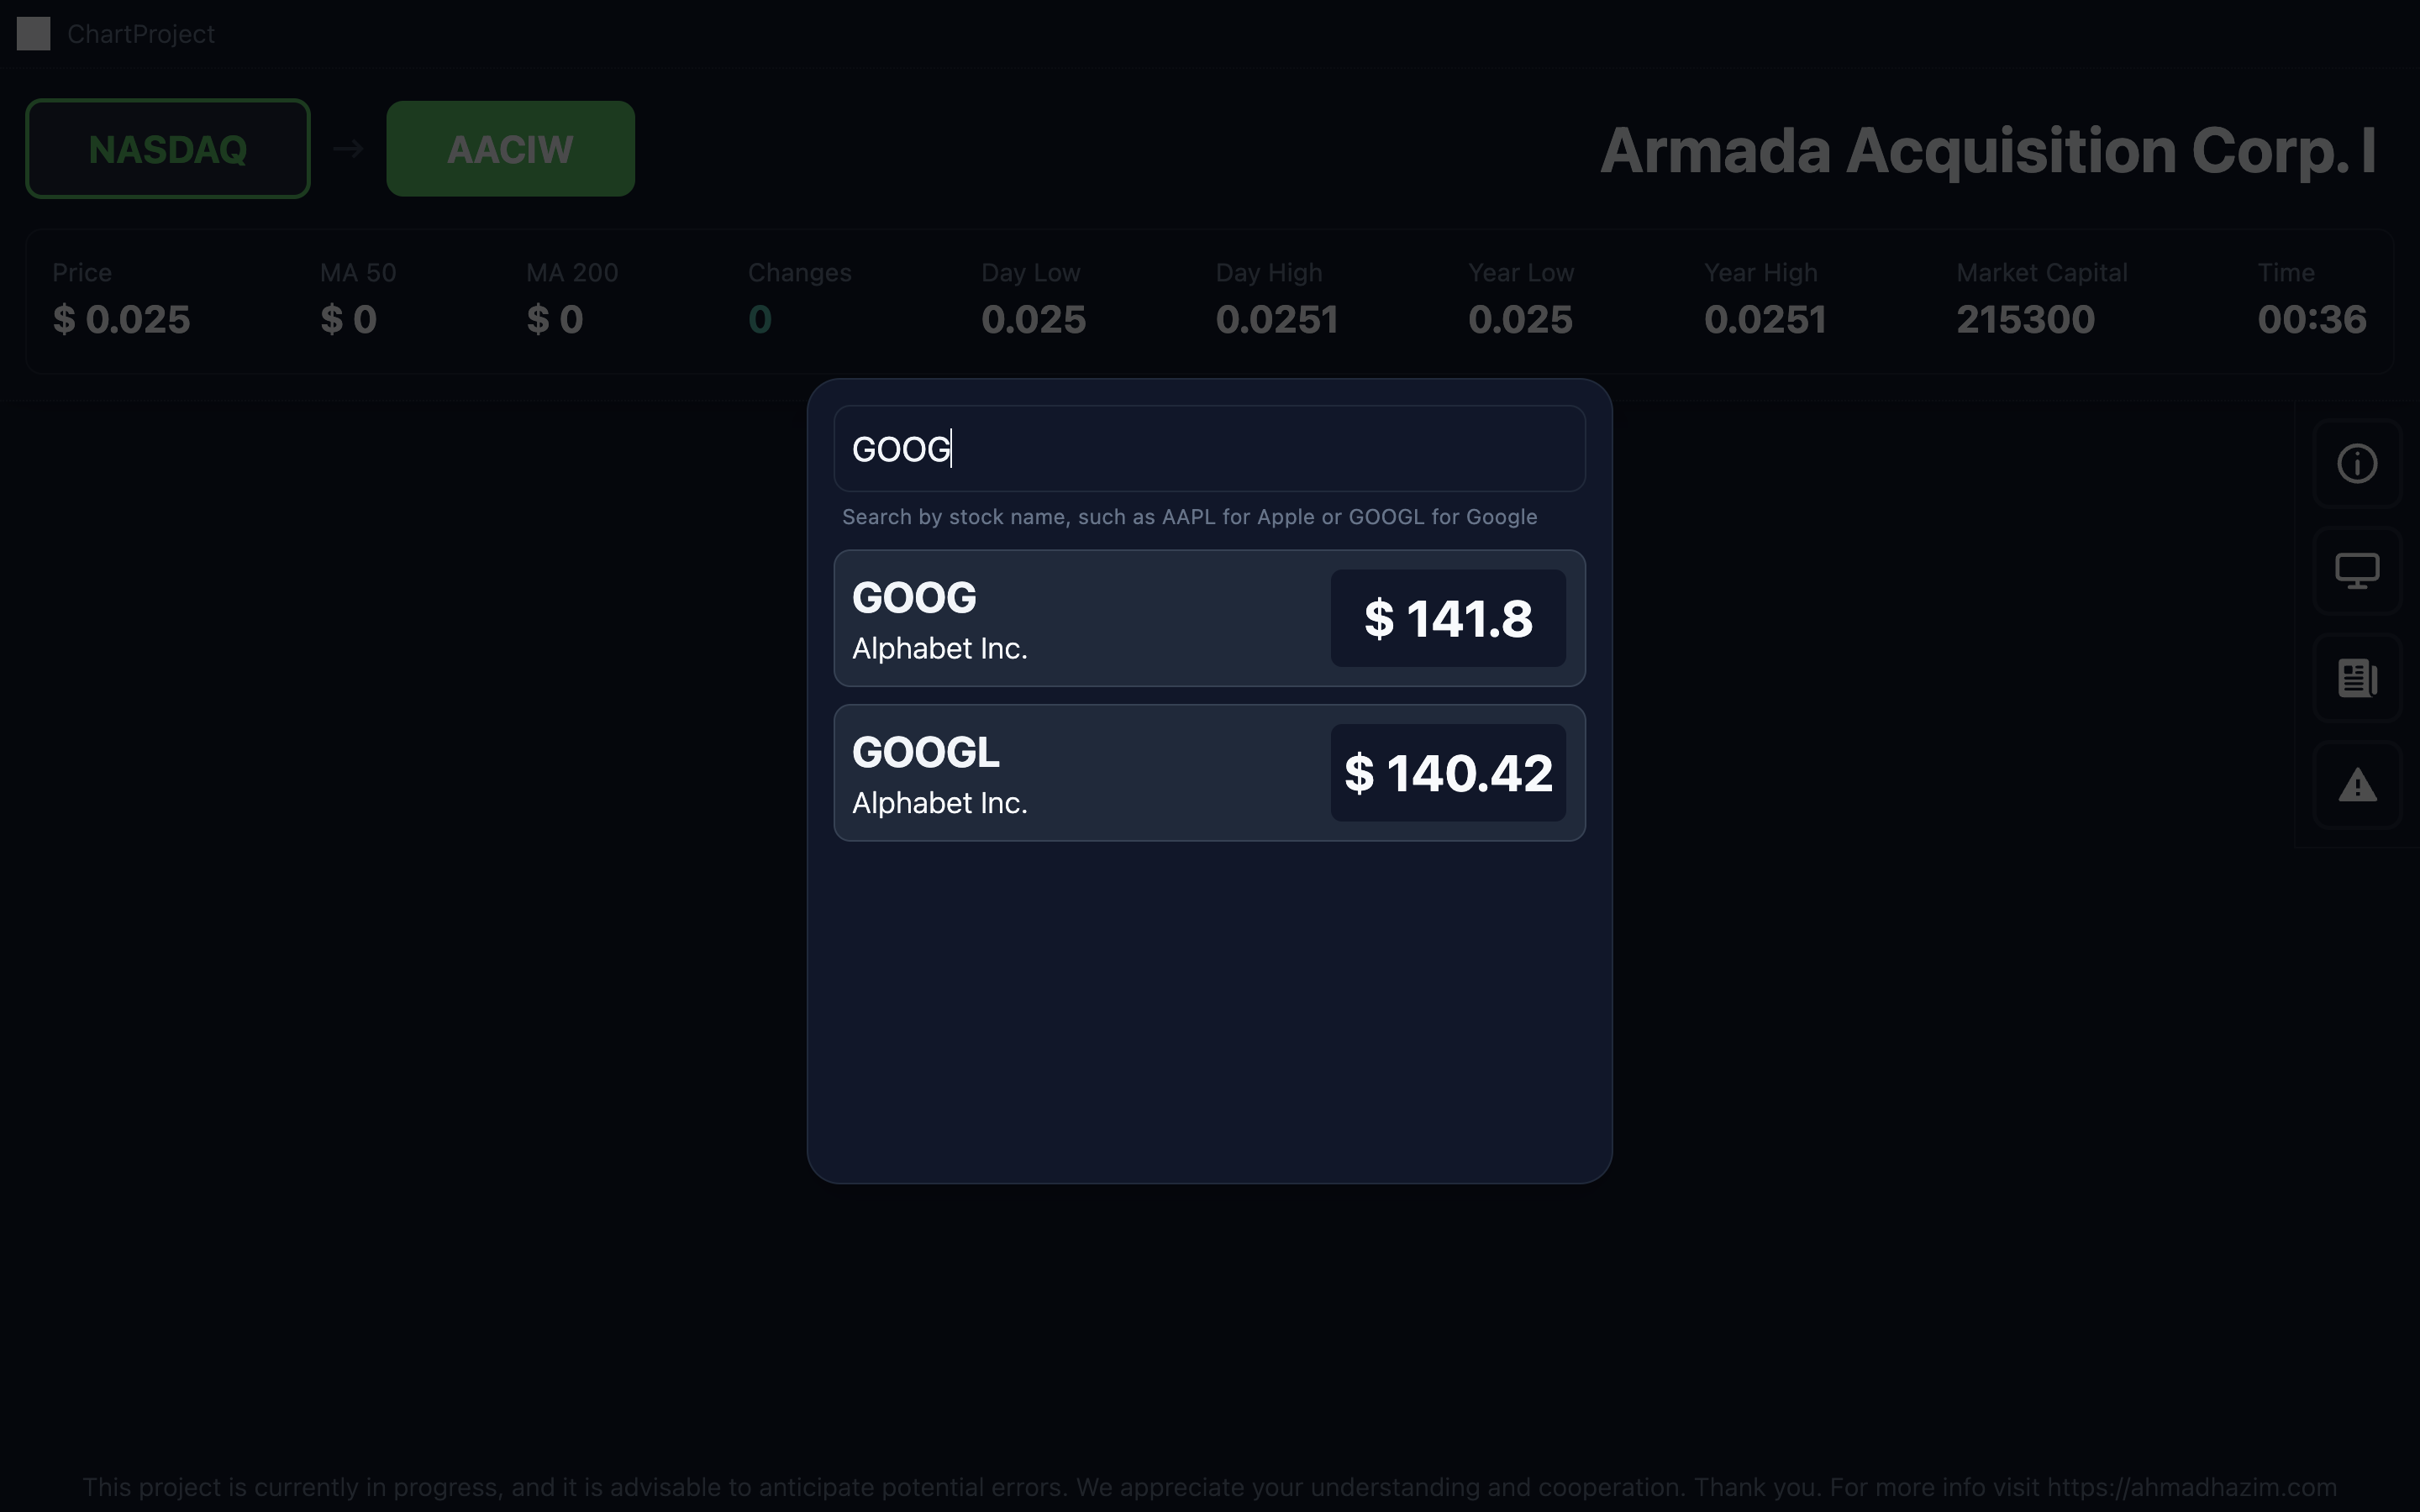 ChartProject
NASDAQ → AACIW
Armada Acquisition Corp. I
Price MA 50 MA 200 Changes Day Low Day High Year Low Year High Market Capital Time
$ 0.025 $ 0 $ 0 0 0.025 0.0251 0.025 0.0251 215300 00:36
GOOG
Search by stock name, such as AAPL for Apple or GOOGL for Google
GOOG
Alphabet Inc.
$ 141.8
GOOGL
Alphabet Inc.
$ 140.42
This project is currently in progress, and it is advisable to anticipate potential errors. We appreciate your understanding and cooperation. Thank you. For more info visit https://ahmadhazim.com